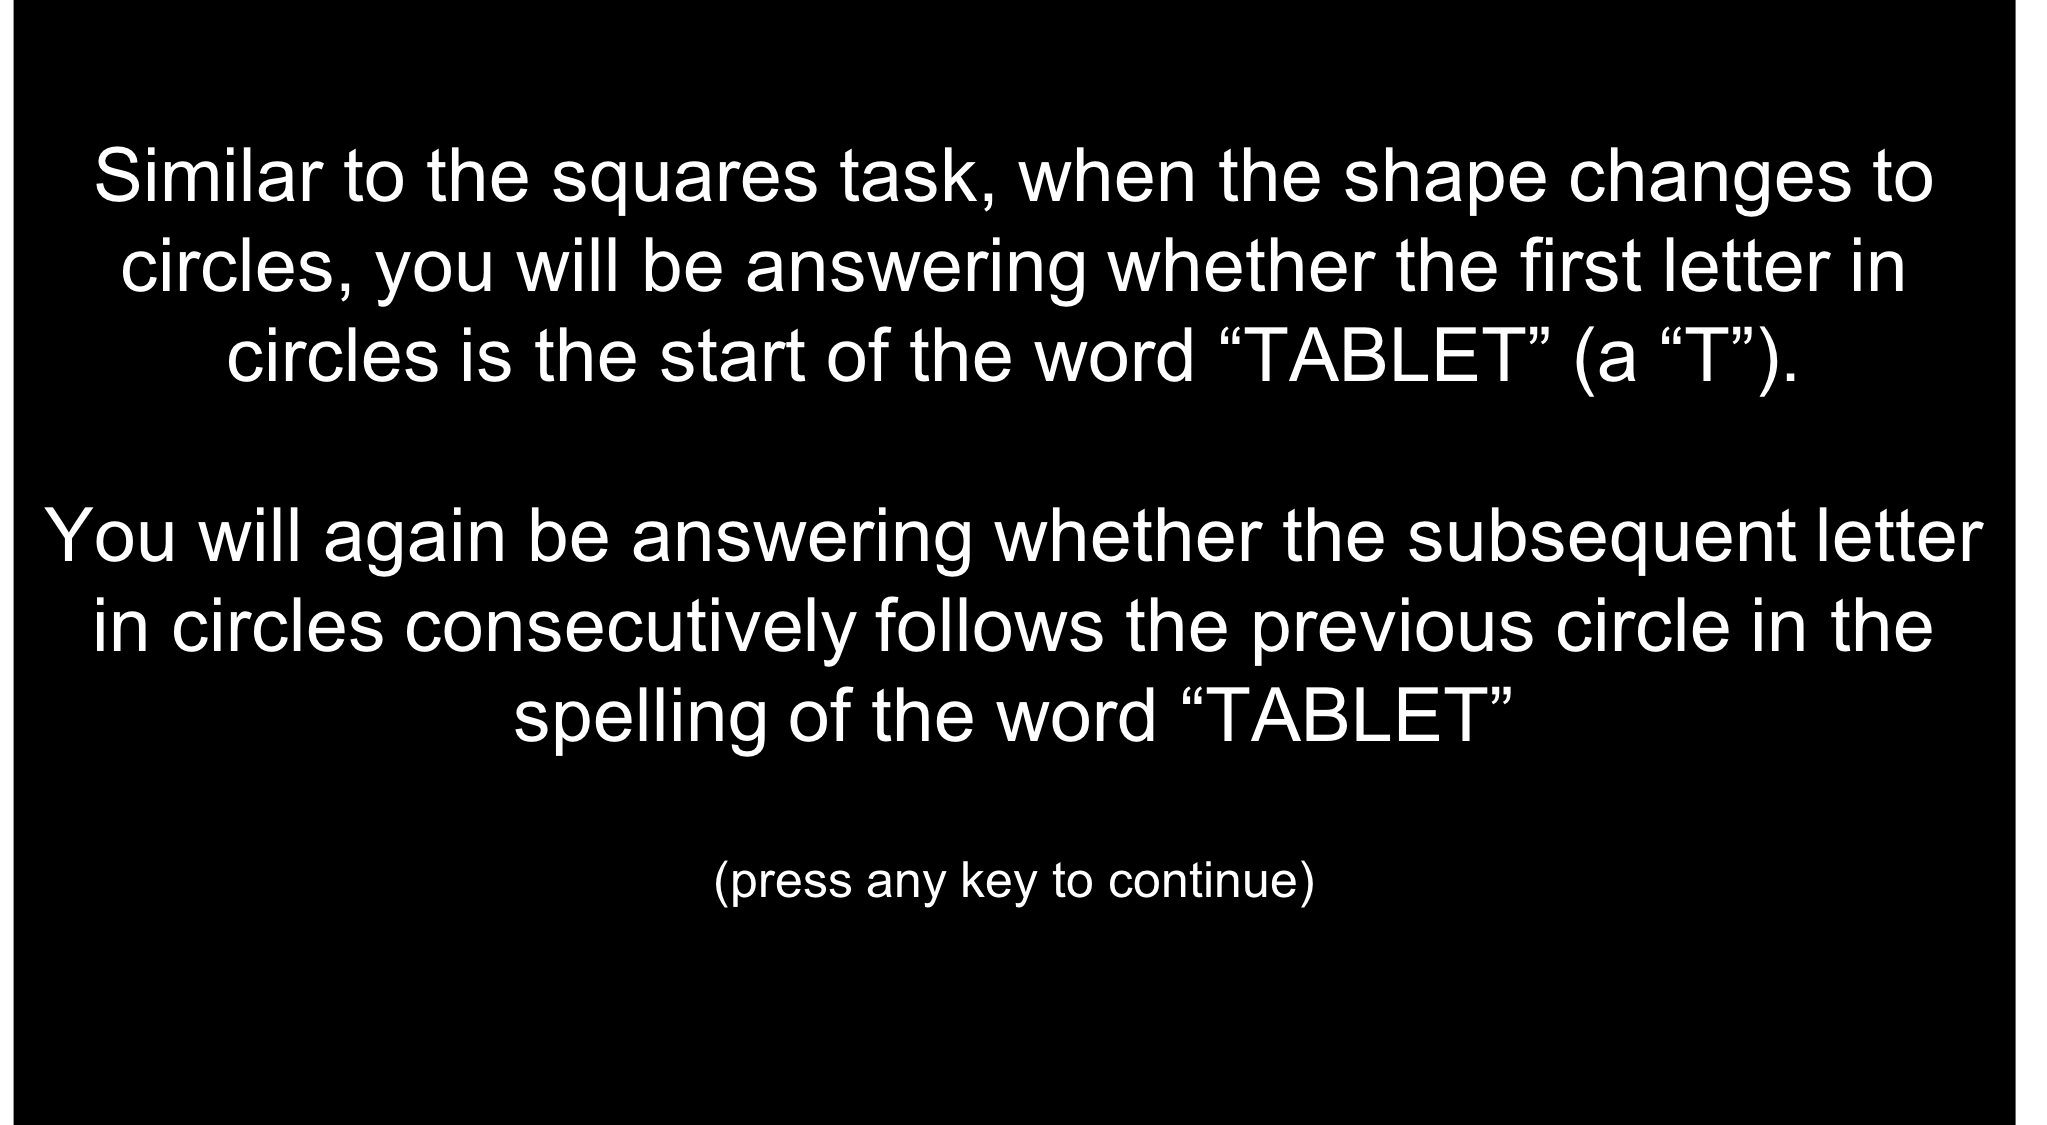 Similar to the squares task, when the shape changes to
circles, you will be answering whether the first letter in
circles is the start of the word “TABLET” (a “T”).
You will again be answering whether the subsequent letter
in circles consecutively follows the previous circle in the
spelling of the word “TABLET”
(press any key to continue)